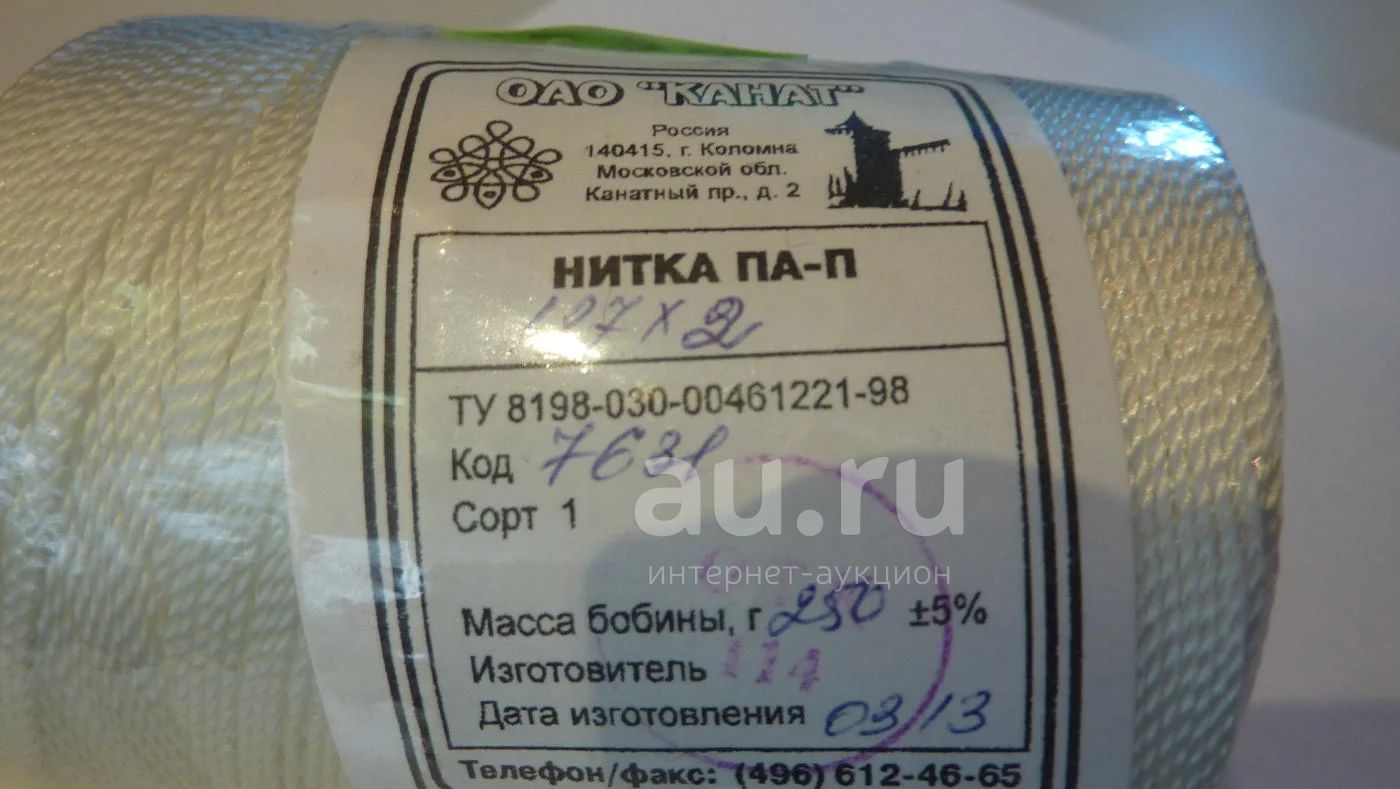 ОАО "КАНАТ"
Россия
140415, г. Коломна
Московской обл.
Канатный пр., д. 2
НИТКА ПА-П
х 2
ТУ 8198-030-00461221-98
Код 7631
Сорт 1
au.ru
интернет-аукцион
Масса бобины, г 250 ±5%
Изготовитель
Дата изготовления 03/13
Телефон/факс: (496) 612-46-65